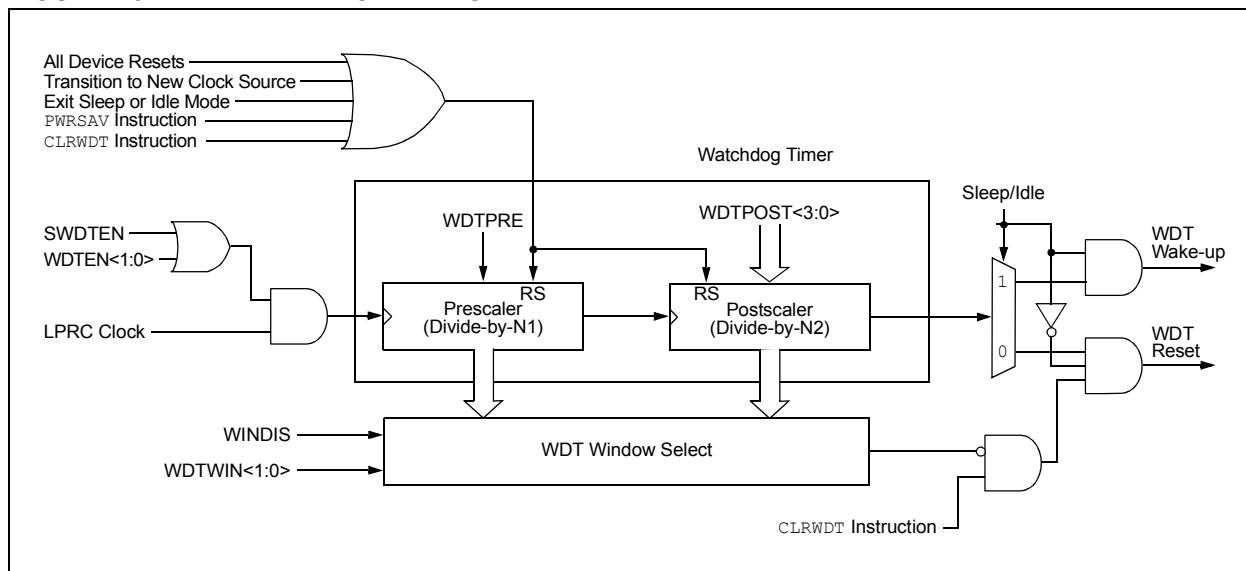 All Device Resets
Transition to New Clock Source
Exit Sleep or Idle Mode
PWRSAV Instruction
CLRWDT Instruction
Watchdog Timer
Sleep/Idle
WDTPRE
WDTPOST<3:0>
SWDTEN
WDTEN<1:0>
WDT
Wake-up
RS
RS
1
Prescaler
(Divide-by-N1)
Postscaler
(Divide-by-N2)
LPRC Clock
0
WDT
Reset
WINDIS
WDT Window Select
WDTWIN<1:0>
CLRWDT Instruction